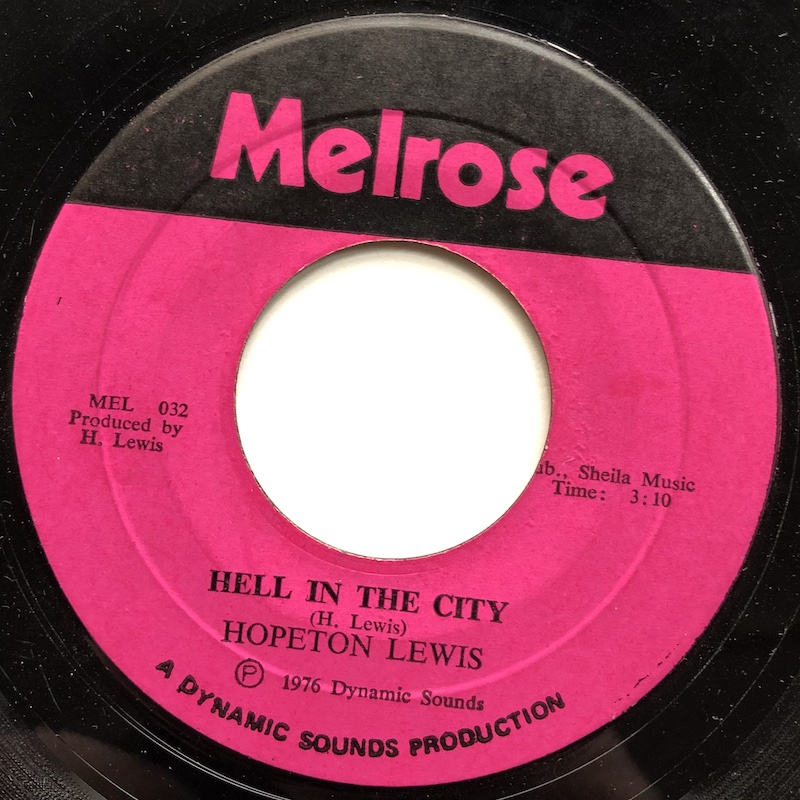 Melrose
MEL 032
Produced by
H. Lewis
ub., Sheila Music
Time: 3:10
HELL IN THE CITY
(H. Lewis)
HOPETON LEWIS
Ⓟ 1976 Dynamic Sounds
A DYNAMIC SOUNDS PRODUCTION